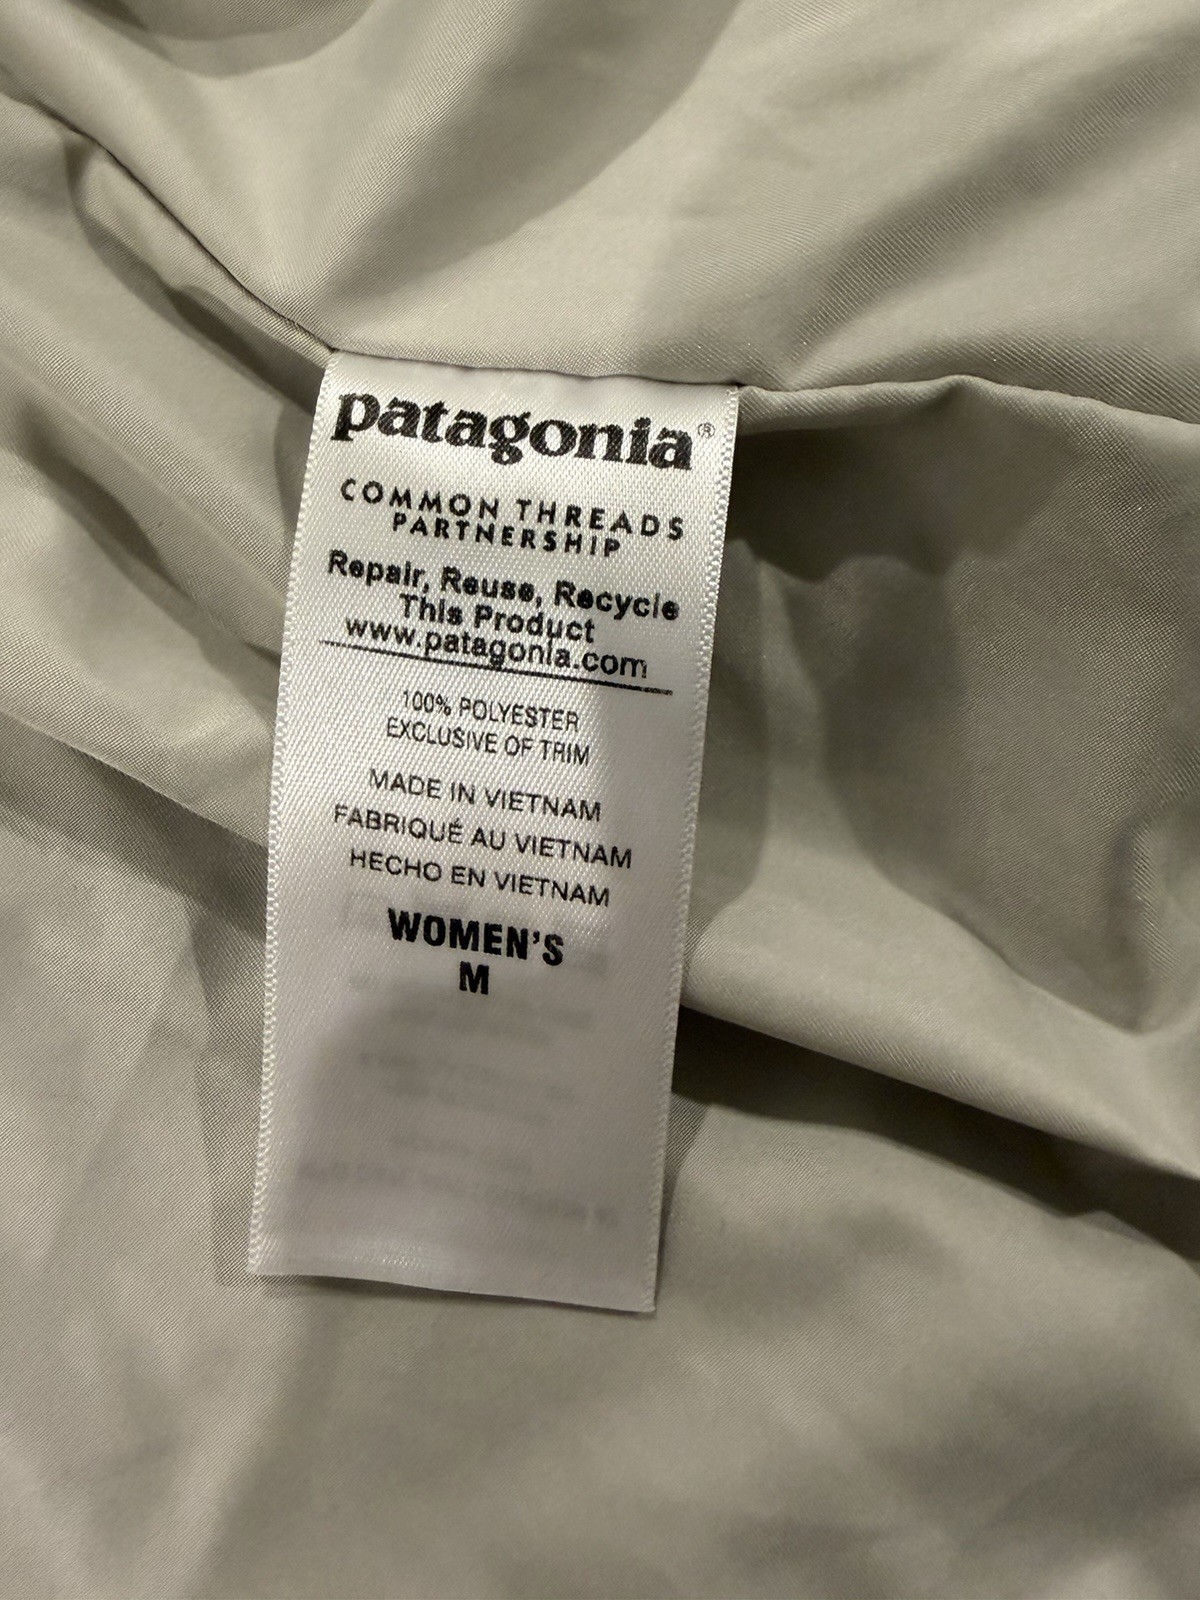 patagonia®
COMMON THREADS
PARTNERSHIP
Repair, Reuse, Recycle
This Product
www.patagonia.com
100% POLYESTER
EXCLUSIVE OF TRIM
MADE IN VIETNAM
FABRIQUÉ AU VIETNAM
HECHO EN VIETNAM
WOMEN'S
M